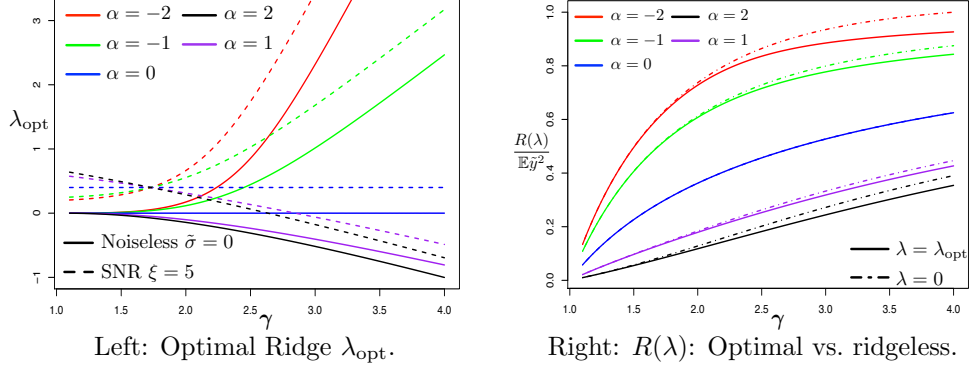 α = −2 α = 2
α = −1 α = 1
α = 0
λopt
3
2
1
0
−1
Noiseless σ̃ = 0
SNR ξ = 5
1.0 1.5 2.0 2.5 3.0 3.5 4.0
γ
Left: Optimal Ridge λopt.
α = −2 α = 2
α = −1 α = 1
α = 0
R(λ)
𝔼ỹ²
1.0
0.8
0.6
0.4
0.2
0.0
λ = λopt
λ = 0
1.0 1.5 2.0 2.5 3.0 3.5 4.0
γ
Right: R(λ): Optimal vs. ridgeless.